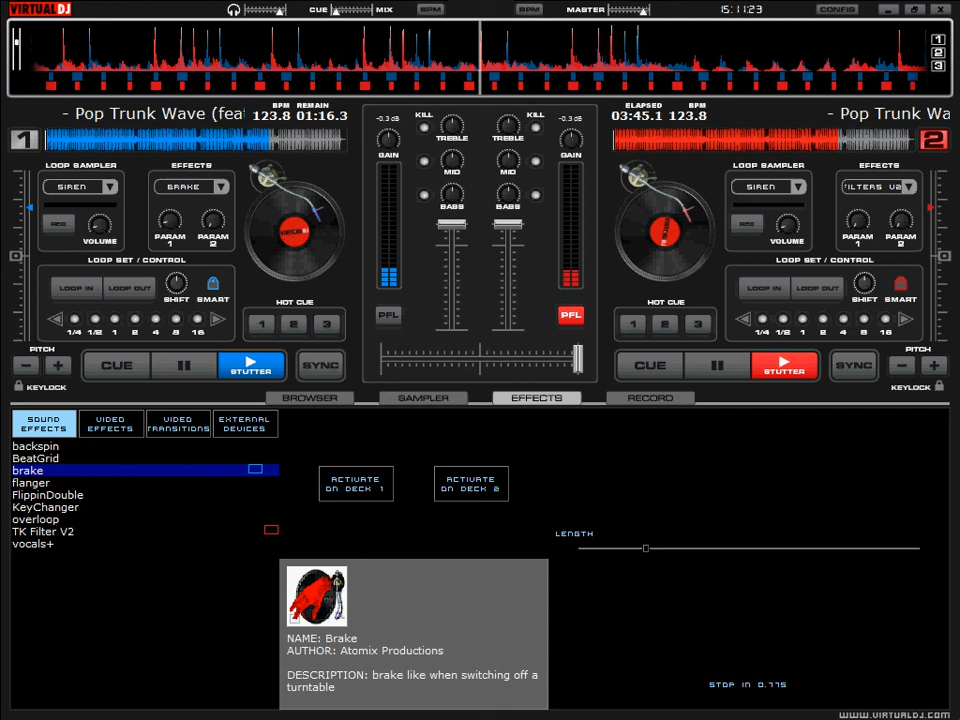 VIRTUAL DJ
CUE MIX BPM BPM MASTER 15:11:23 CONFIG
1
2
3
- Pop Trunk Wave (fea
BPM REMAIN
123.8 01:16.3
ELAPSED BPM
03:45.1 123.8
- Pop Trunk Wa
1
2
-0.3 dB KILL KILL -0.3 dB
GAIN TREBLE TREBLE GAIN
MID MID
BASS BASS
PFL PFL
LOOP SAMPLER EFFECTS
SIREN BRAKE
REC VOLUME PARAM 1 PARAM 2
LOOP SET / CONTROL
LOOP IN LOOP OUT SHIFT SMART
1/4 1/2 1 2 4 8 16
VIRTUAL DJ
HOT CUE
1 2 3
PITCH
- + CUE STUTTER SYNC
KEYLOCK
LOOP SAMPLER EFFECTS
SIREN ILTERS V2
REC VOLUME PARAM 1 PARAM 2
LOOP SET / CONTROL
LOOP IN LOOP OUT SHIFT SMART
1/4 1/2 1 2 4 8 16
HOT CUE
1 2 3
PITCH
CUE STUTTER SYNC - +
KEYLOCK
BROWSER SAMPLER EFFECTS RECORD
SOUND EFFECTS
VIDEO EFFECTS
VIDEO TRANSITIONS
EXTERNAL DEVICES
backspin
BeatGrid
brake
flanger
FlippinDouble
KeyChanger
overloop
TK Filter V2
vocals+
ACTIVATE
ON DECK 1
ACTIVATE
ON DECK 2
LENGTH
NAME: Brake
AUTHOR: Atomix Productions
DESCRIPTION: brake like when switching off a
turntable
STOP IN 0.77S
WWW.VIRTUALDJ.COM